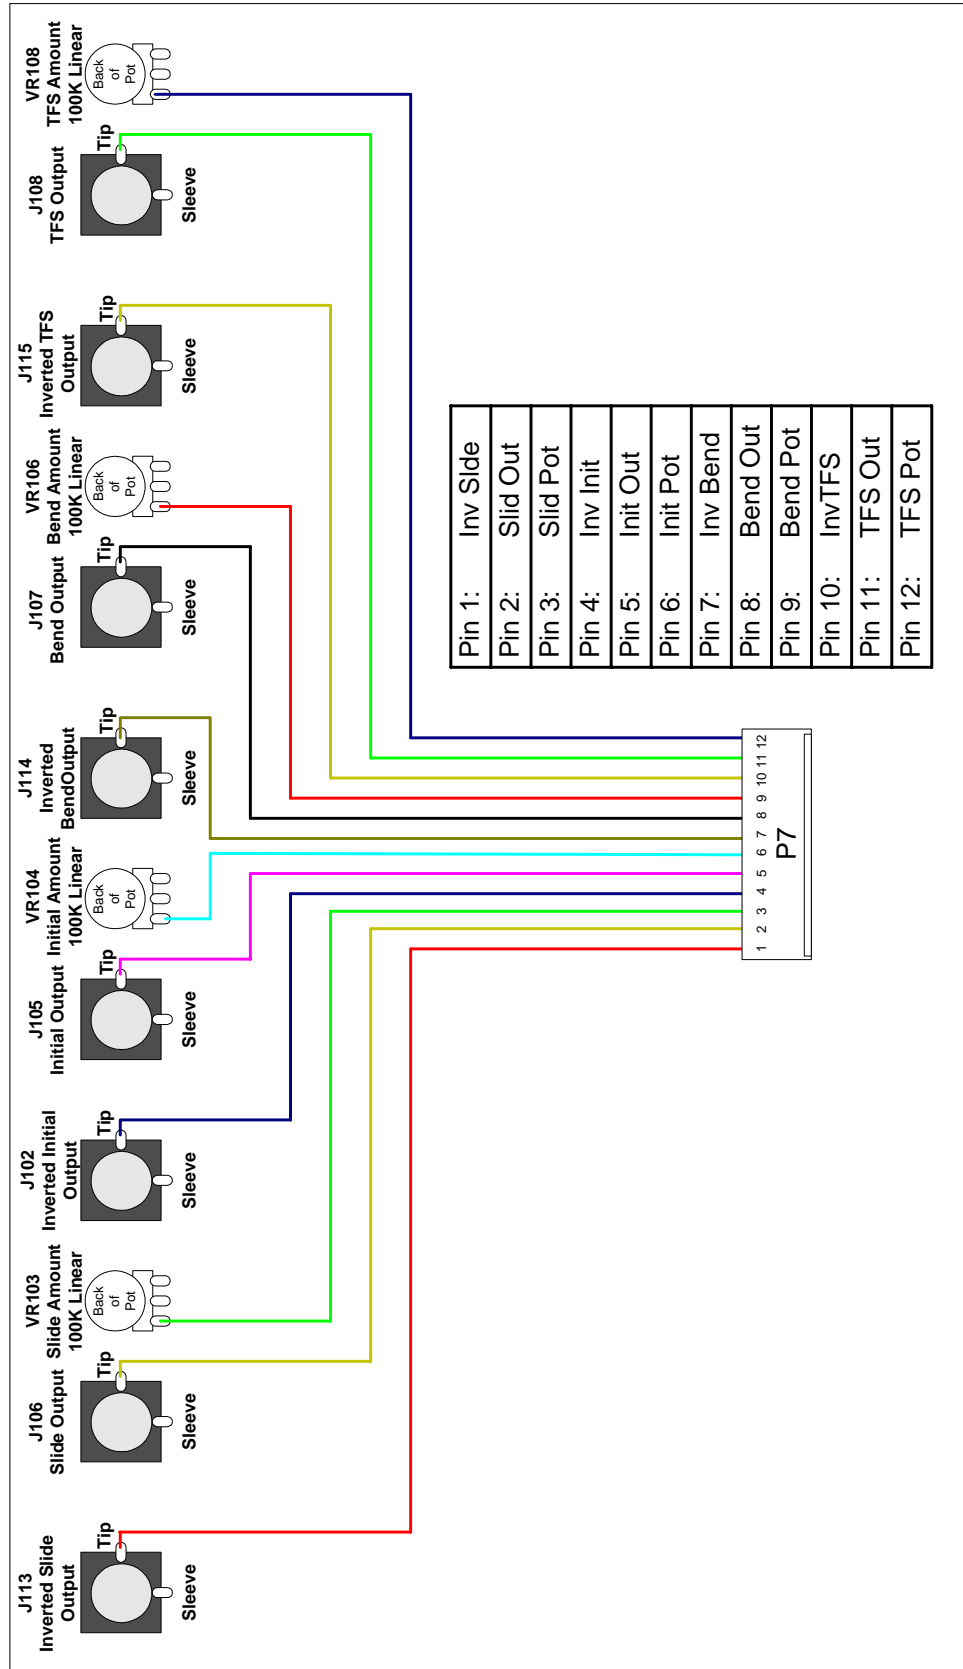 J113
Inverted Slide
Output
Tip
Sleeve
J106
Slide Output
Tip
Sleeve
VR103
Slide Amount
100K Linear
Back
of
Pot
J102
Inverted Initial
Output
Tip
Sleeve
J105
Initial Output
Tip
Sleeve
VR104
Initial Amount
100K Linear
Back
of
Pot
J114
Inverted
BendOutput
Tip
Sleeve
J107
Bend Output
Tip
Sleeve
VR106
Bend Amount
100K Linear
Back
of
Pot
J115
Inverted TFS
Output
Tip
Sleeve
J108
TFS Output
Tip
Sleeve
VR108
TFS Amount
100K Linear
Back
of
Pot
1 2 3 4 5 6 7 8 9 10 11 12
P7
Pin 1: Inv Slde
Pin 2: Slid Out
Pin 3: Slid Pot
Pin 4: Inv Init
Pin 5: Init Out
Pin 6: Init Pot
Pin 7: Inv Bend
Pin 8: Bend Out
Pin 9: Bend Pot
Pin 10: InvTFS
Pin 11: TFS Out
Pin 12: TFS Pot